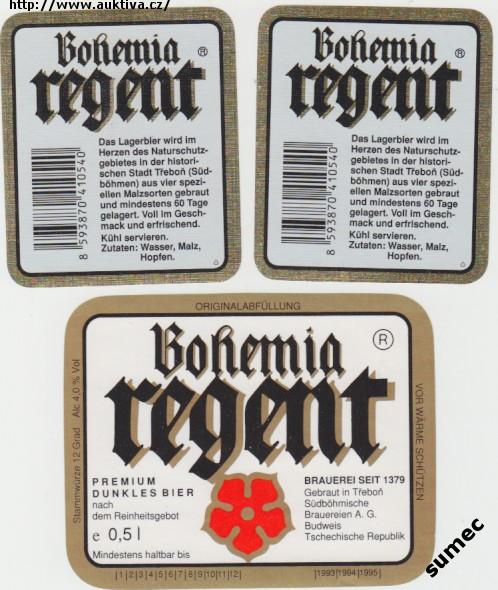 http://www.auktiva.cz/
Bohemia ®
regent
Das Lagerbier wird im
Herzen des Naturschutz-
gebietes in der histori-
schen Stadt Třeboň (Süd-
böhmen) aus vier spezi-
ellen Malzsorten gebraut
und mindestens 60 Tage
gelagert. Voll im Gesch-
mack und erfrischend.
Kühl servieren.
Zutaten: Wasser, Malz,
Hopfen.
8 593870 410540
Bohemia ®
regent
Das Lagerbier wird im
Herzen des Naturschutz-
gebietes in der histori-
schen Stadt Třeboň (Süd-
böhmen) aus vier spezi-
ellen Malzsorten gebraut
und mindestens 60 Tage
gelagert. Voll im Gesch-
mack und erfrischend.
Kühl servieren.
Zutaten: Wasser, Malz,
Hopfen.
8 593870 410540
ORIGINALABFÜLLUNG
Bohemia ®
regent
Stammwürze 12 Grad Alc 4,0 % Vol
VOR WÄRME SCHÜTZEN
PREMIUM
DUNKLES BIER
nach
dem Reinheitsgebot
e 0,5 l
Mindestens haltbar bis
BRAUEREI SEIT 1379
Gebraut in Třeboň
Südböhmische
Brauereien A. G.
Budweis
Tschechische Republik
|1|2|3|4|5|6|7|8|9|10|11|12|
|1993|1994|1995|
sumec